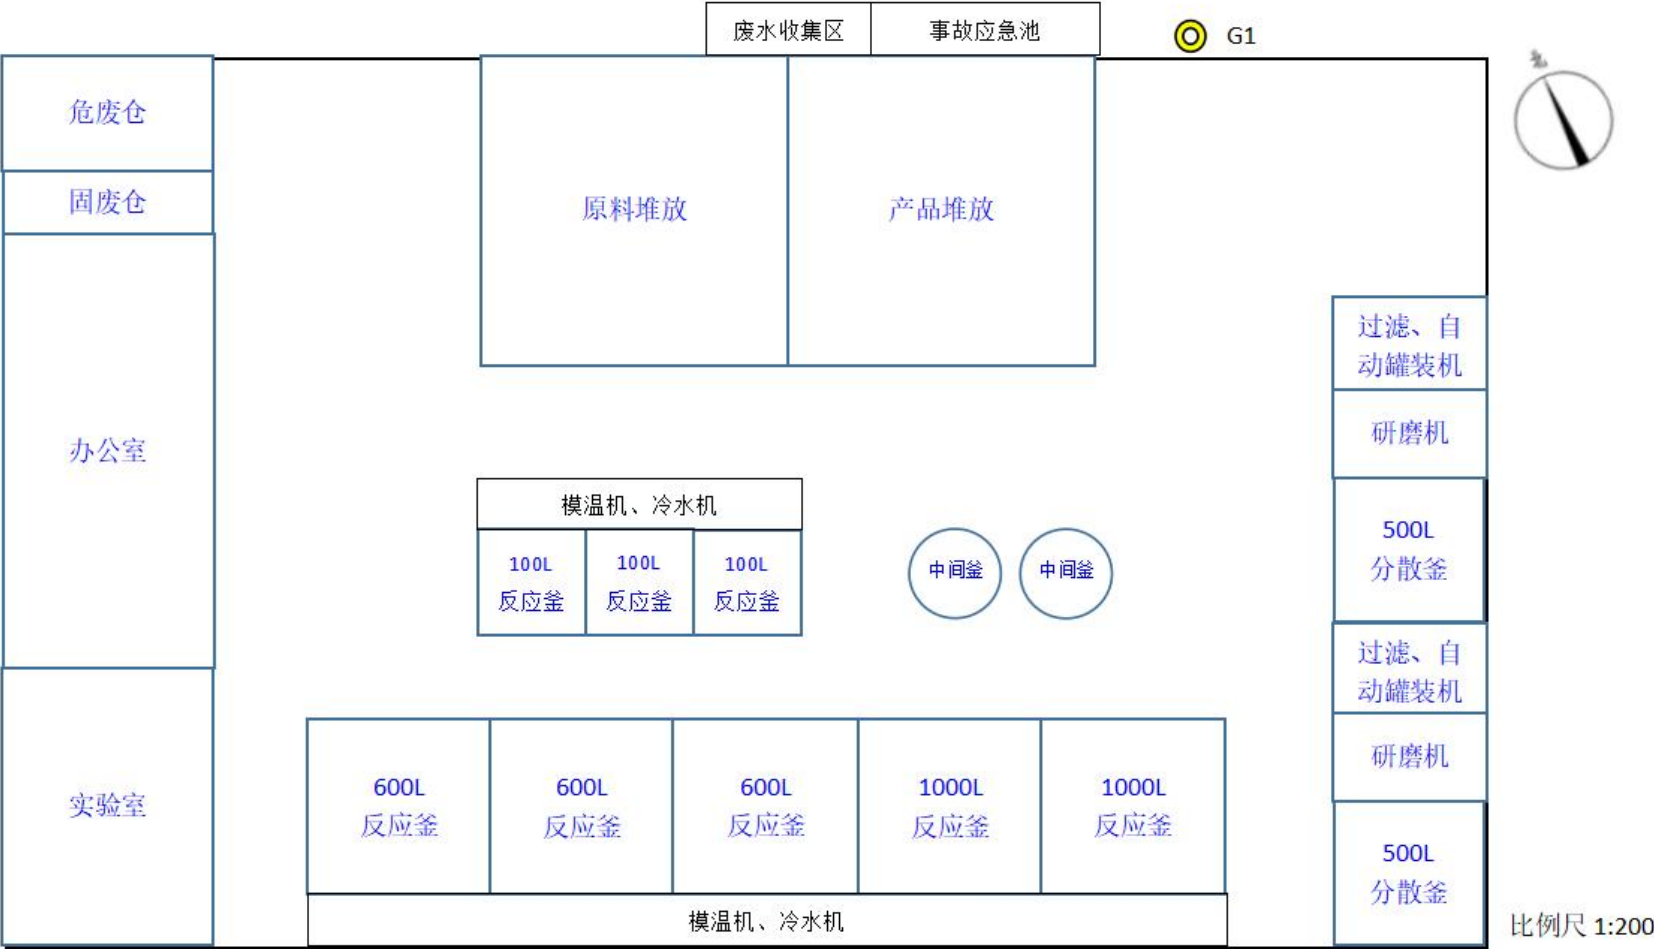 废水收集区
事故应急池
G1
北
危废仓
固废仓
原料堆放
产品堆放
办公室
过滤、自
动罐装机
研磨机
模温机、冷水机
100L
反应釜
100L
反应釜
100L
反应釜
中间釜
中间釜
500L
分散釜
过滤、自
动罐装机
研磨机
实验室
600L
反应釜
600L
反应釜
600L
反应釜
1000L
反应釜
1000L
反应釜
500L
分散釜
模温机、冷水机
比例尺 1:200